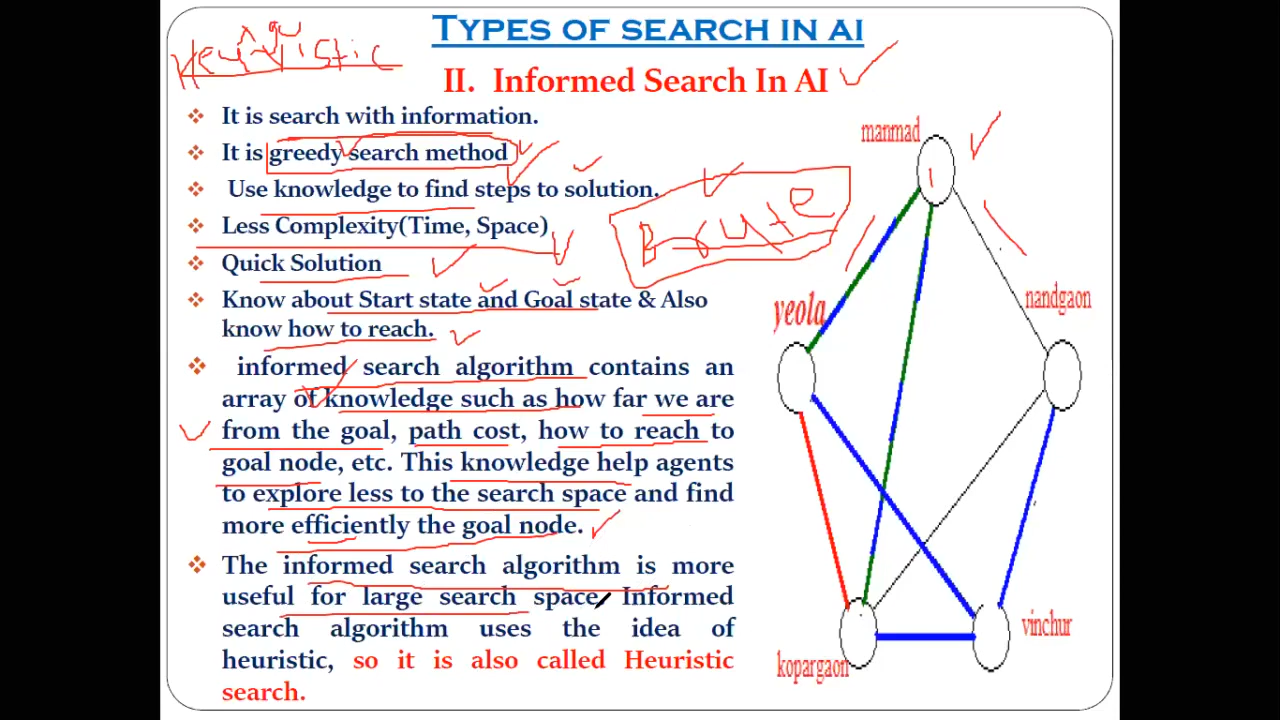 TYPES OF SEARCH IN AI
II. Informed Search In AI
It is search with information.
It is greedy search method
Use knowledge to find steps to solution.
Less Complexity(Time, Space)
Quick Solution
Know about Start state and Goal state & Also
know how to reach.
informed search algorithm contains an
array of knowledge such as how far we are
from the goal, path cost, how to reach to
goal node, etc. This knowledge help agents
to explore less to the search space and find
more efficiently the goal node.
The informed search algorithm is more
useful for large search space. Informed
search algorithm uses the idea of
heuristic, so it is also called Heuristic
search.
Brute
manmad
1
yeola
nandgaon
kopargaon
vinchur